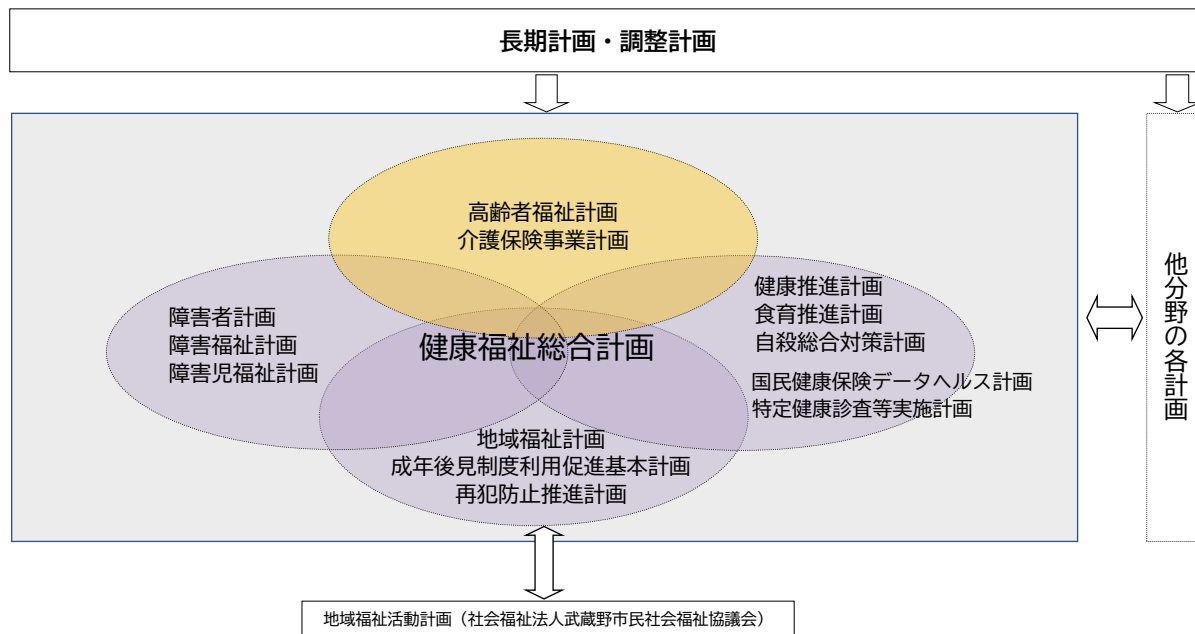 長期計画・調整計画
高齢者福祉計画
介護保険事業計画
障害者計画
障害福祉計画
障害児福祉計画
健康福祉総合計画
健康推進計画
食育推進計画
自殺総合対策計画
国民健康保険データヘルス計画
特定健康診査等実施計画
地域福祉計画
成年後見制度利用促進基本計画
再犯防止推進計画
他分野の各計画
地域福祉活動計画（社会福祉法人武蔵野市民社会福祉協議会）